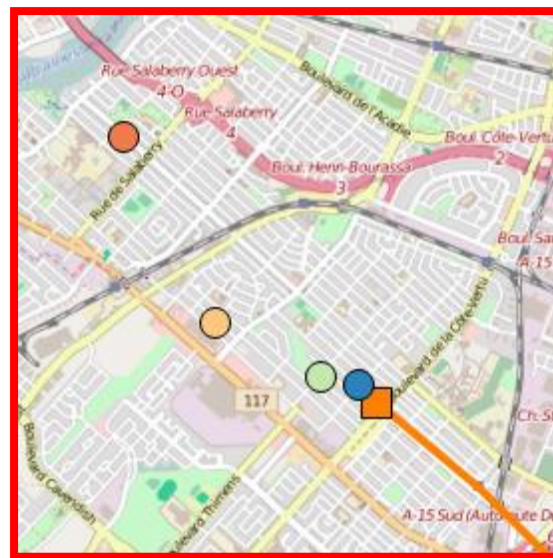 Rue Salaberry Ouest
4-O
Boulevard de l'Acadie
Rue Salaberry
4
Boul. Côte-Vertu
2
Boul. Henri-Bourassa
3
Rue de Salaberry
Boul. Sa
A-15
Boulevard de la Côte-Vertu
117
Ch. St
Boulevard Cavendish
Boulevard Thimens
A-15 Sud (Autoroute D